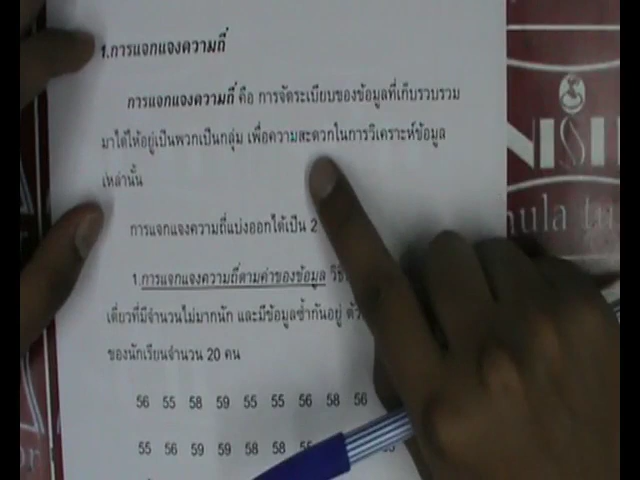 1.การแจกแจงความถี่
การแจกแจงความถี่ คือ การจัดระเบียบของข้อมูลที่เก็บรวบรวม
มาได้ให้อยู่เป็นพวกเป็นกลุ่ม เพื่อความสะดวกในการวิเคราะห์ข้อมูล
เหล่านั้น
การแจกแจงความถี่แบ่งออกได้เป็น 2
1.การแจกแจงความถี่ตามค่าของข้อมูล
เดี่ยวที่มีจำนวนไม่มากนัก และมีข้อมูลซ้ำกันอยู่
ของนักเรียนจำนวน 20 คน
56 55 58 59 55 55 56 58 56
55 56 59 59 58 58